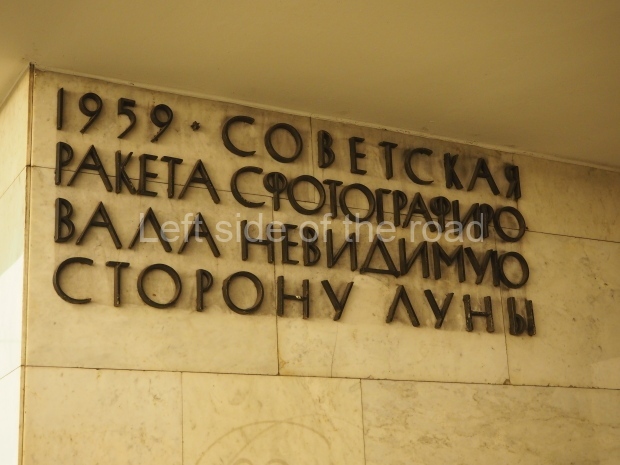 1959 · СОВЕТСКАЯ
РАКЕТА СФОТОГРАФИРО
ВАЛА НЕВИДИМУЮ
СТОРОНУ ЛУНЫ
Left side of the road